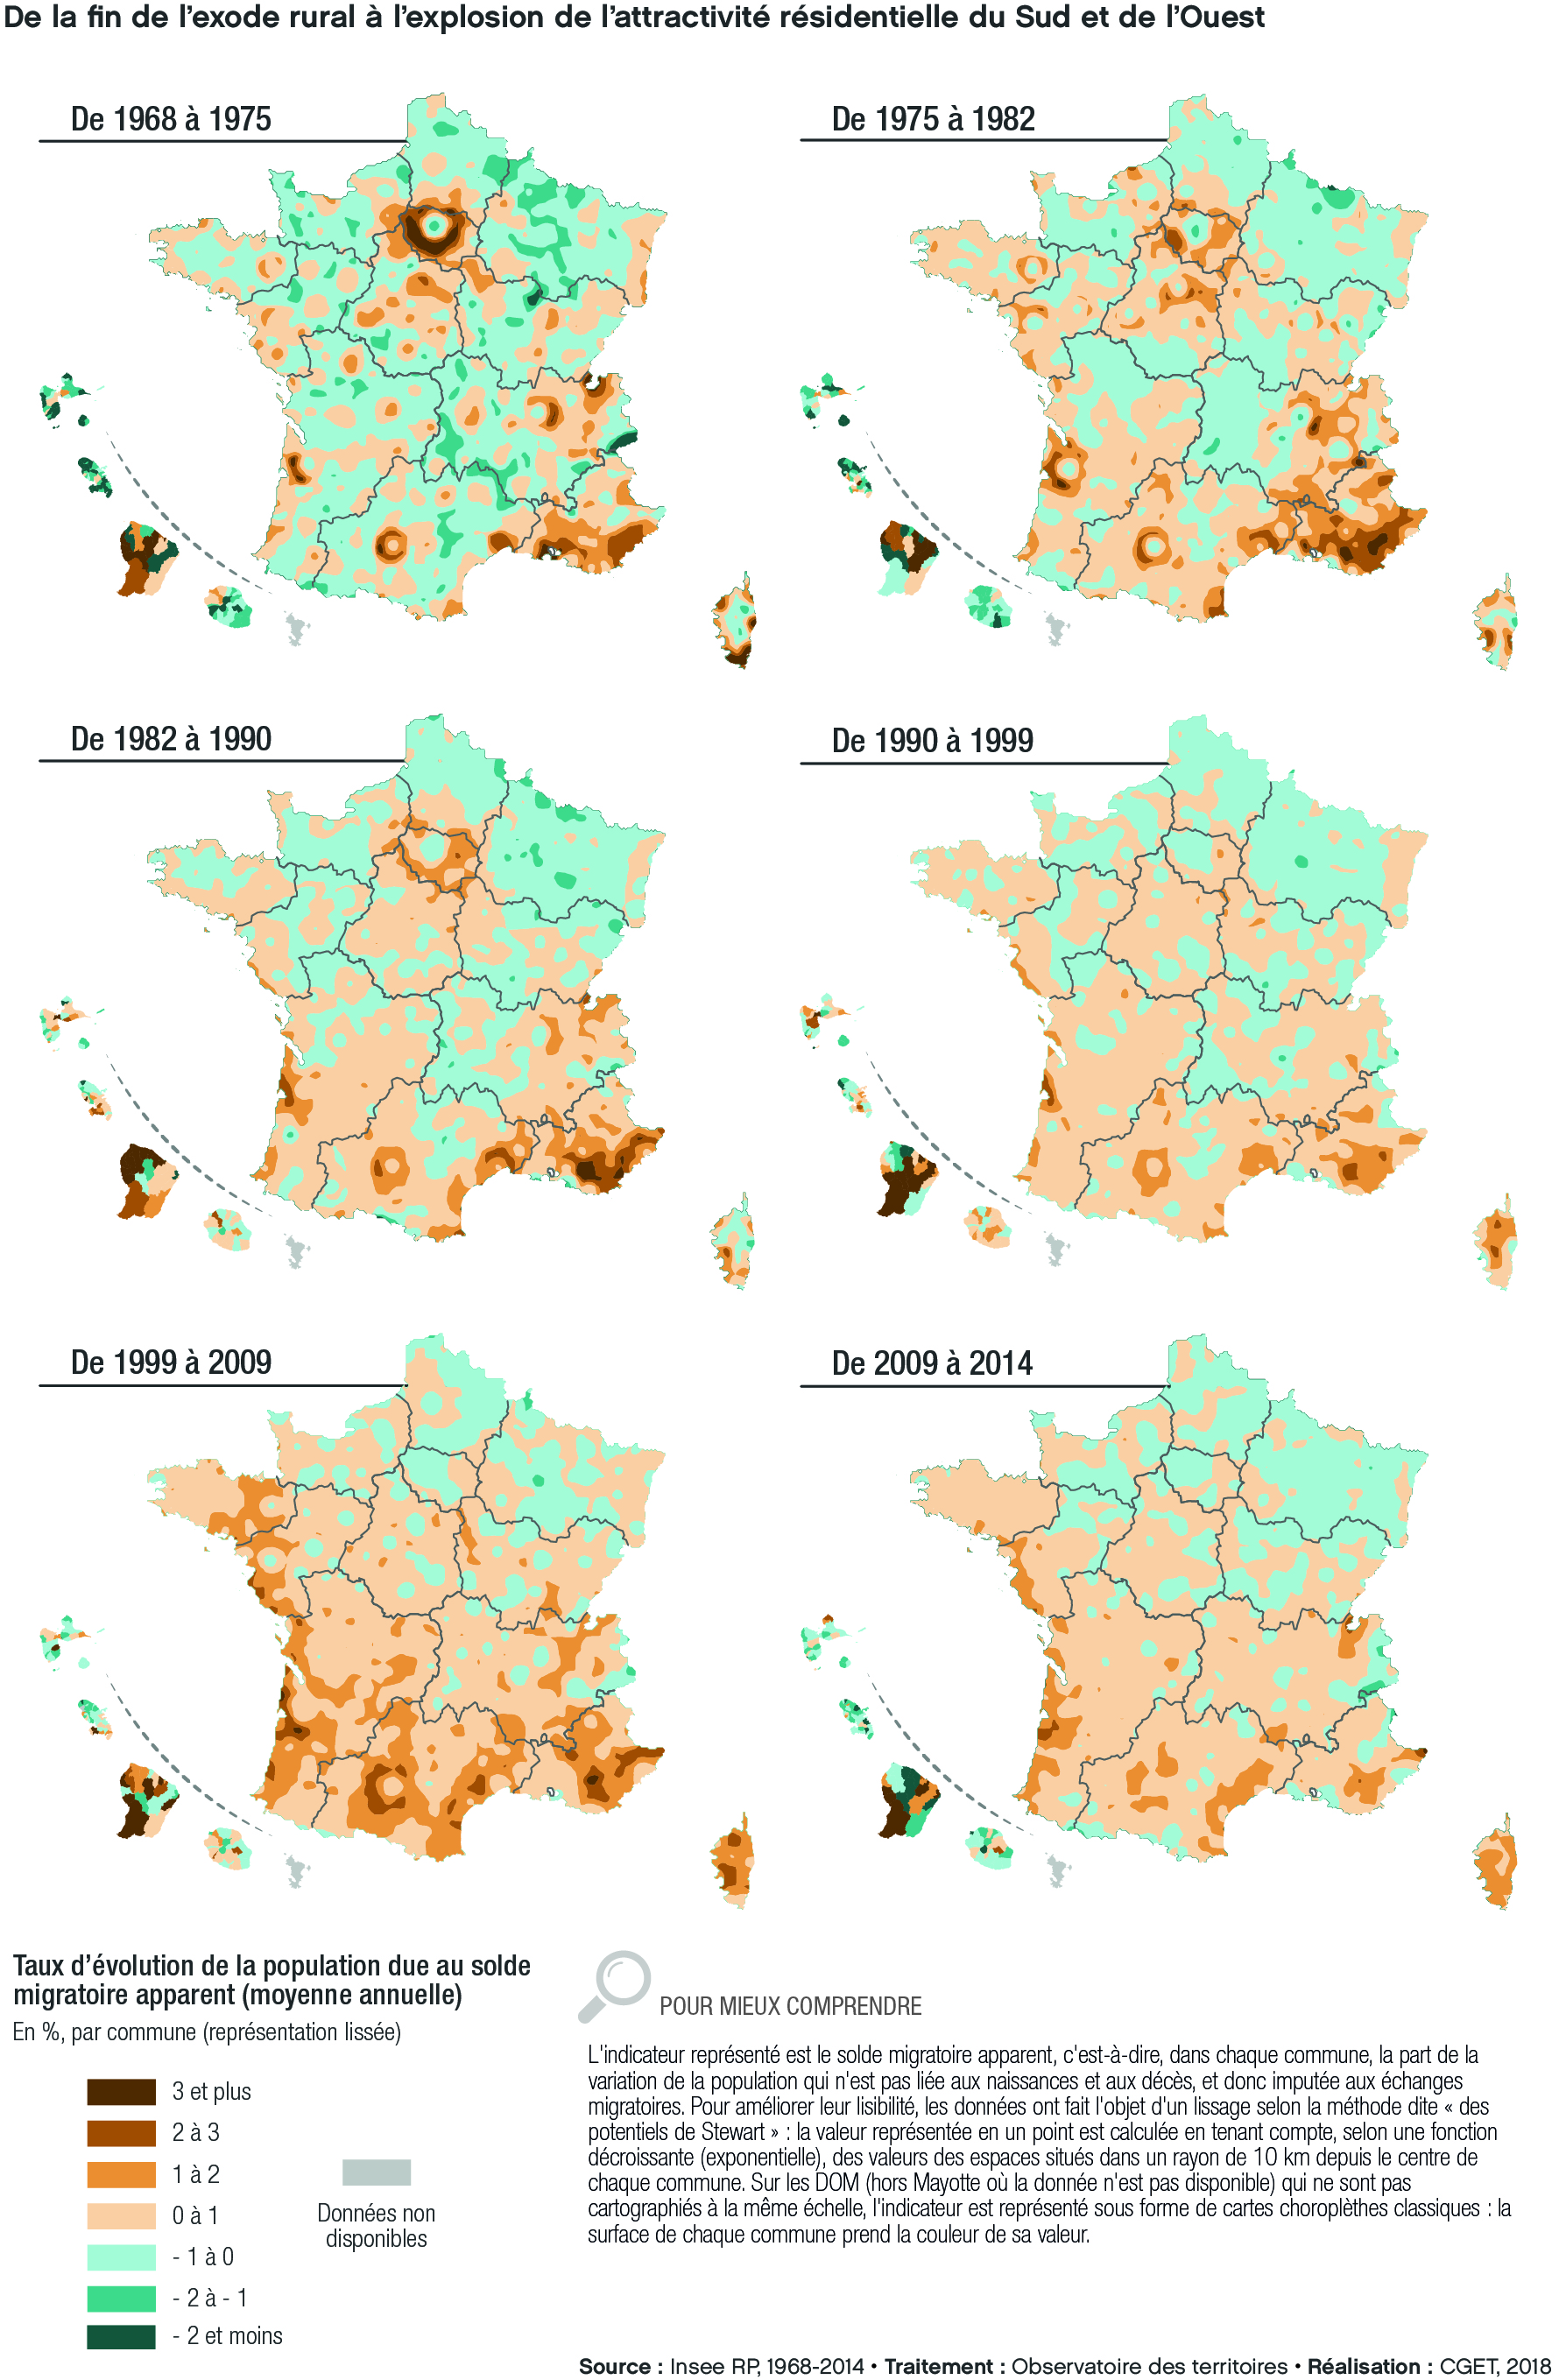 De la fin de l'exode rural à l'explosion de l'attractivité résidentielle du Sud et de l'Ouest
De 1968 à 1975
De 1975 à 1982
De 1982 à 1990
De 1990 à 1999
De 1999 à 2009
De 2009 à 2014
Taux d'évolution de la population due au solde
migratoire apparent (moyenne annuelle)
En %, par commune (représentation lissée)
3 et plus
2 à 3
1 à 2
0 à 1
- 1 à 0
- 2 à - 1
- 2 et moins
Données non
disponibles
POUR MIEUX COMPRENDRE
L'indicateur représenté est le solde migratoire apparent, c'est-à-dire, dans chaque commune, la part de la
variation de la population qui n'est pas liée aux naissances et aux décès, et donc imputée aux échanges
migratoires. Pour améliorer leur lisibilité, les données ont fait l'objet d'un lissage selon la méthode dite « des
potentiels de Stewart » : la valeur représentée en un point est calculée en tenant compte, selon une fonction
décroissante (exponentielle), des valeurs des espaces situés dans un rayon de 10 km depuis le centre de
chaque commune. Sur les DOM (hors Mayotte où la donnée n'est pas disponible) qui ne sont pas
cartographiés à la même échelle, l'indicateur est représenté sous forme de cartes choroplèthes classiques : la
surface de chaque commune prend la couleur de sa valeur.
Source : Insee RP, 1968-2014 • Traitement : Observatoire des territoires • Réalisation : CGET, 2018